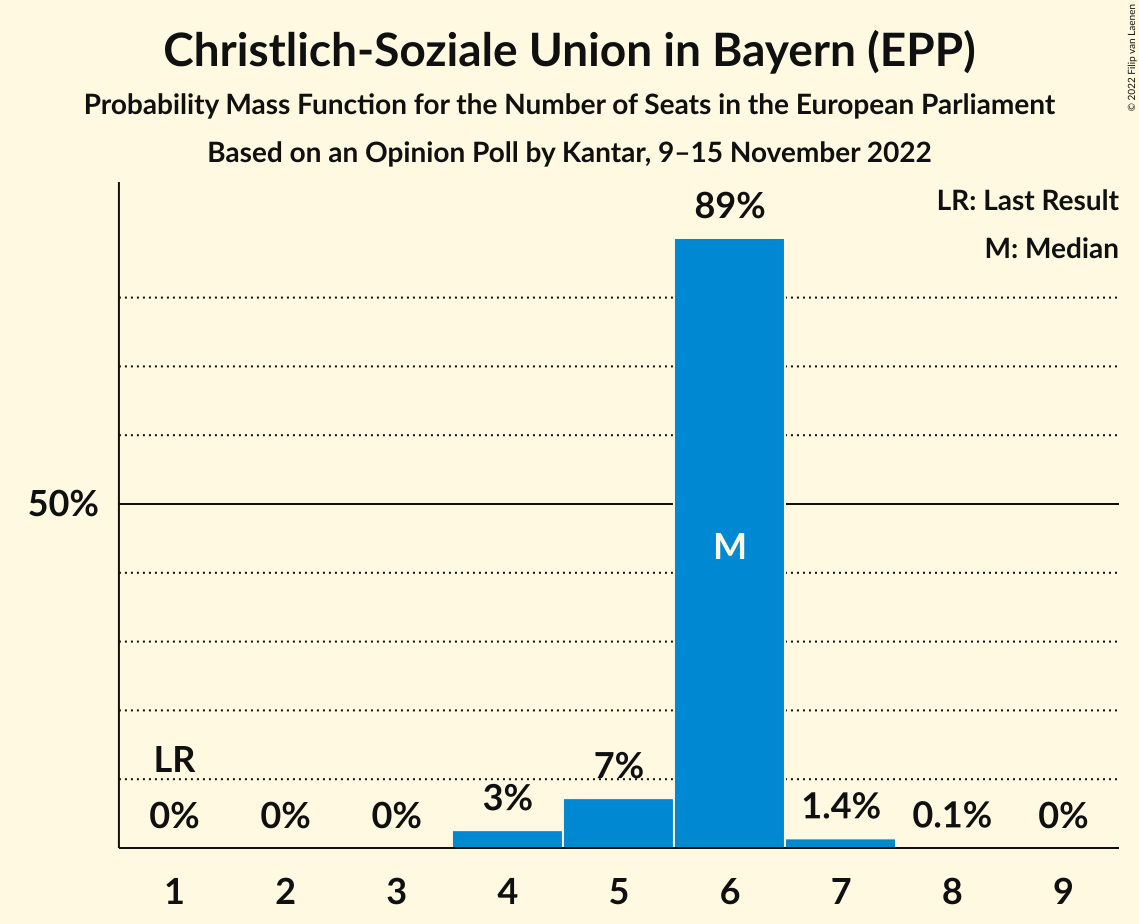 Christlich-Soziale Union in Bayern (EPP)
Probability Mass Function for the Number of Seats in the European Parliament
Based on an Opinion Poll by Kantar, 9–15 November 2022
© 2022 Filip van Laenen
LR: Last Result
M: Median
89%
50%
M
LR
0%
0%
0%
3%
7%
1.4%
0.1%
0%
1
2
3
4
5
6
7
8
9